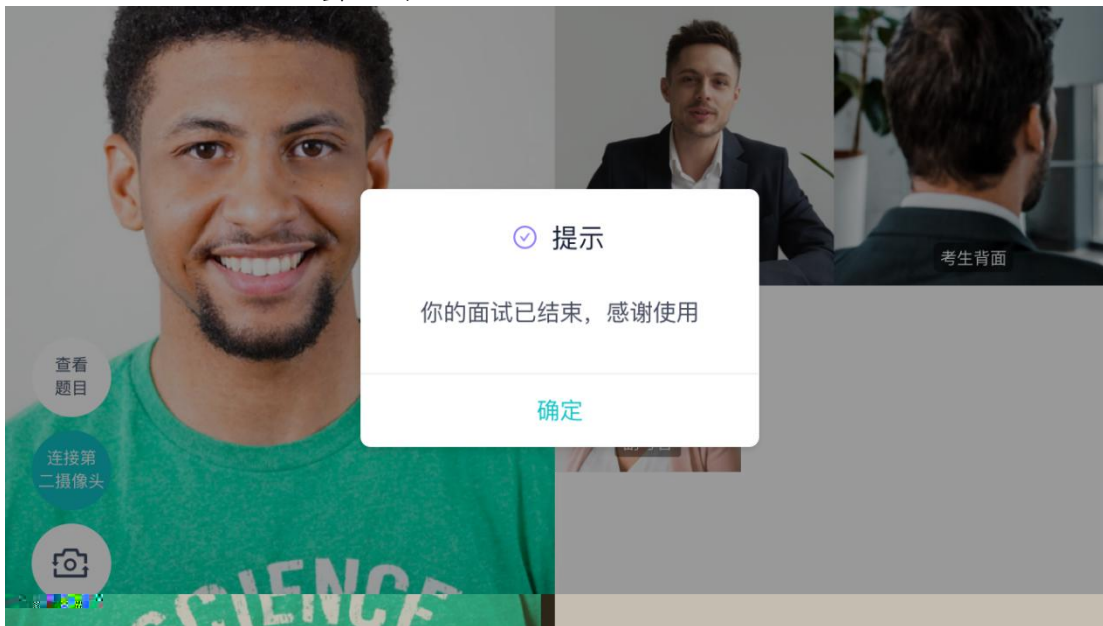 提示
你的面试已结束，感谢使用
确定
考生背面
查看
题目
连接第
二摄像头
SCIENCE